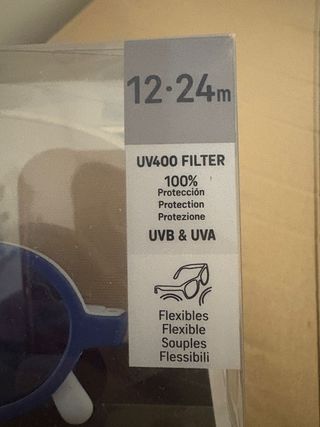 12·24m
UV400 FILTER
100%
Protección
Protection
Protezione
UVB & UVA
Flexibles
Flexible
Souples
Flessibili